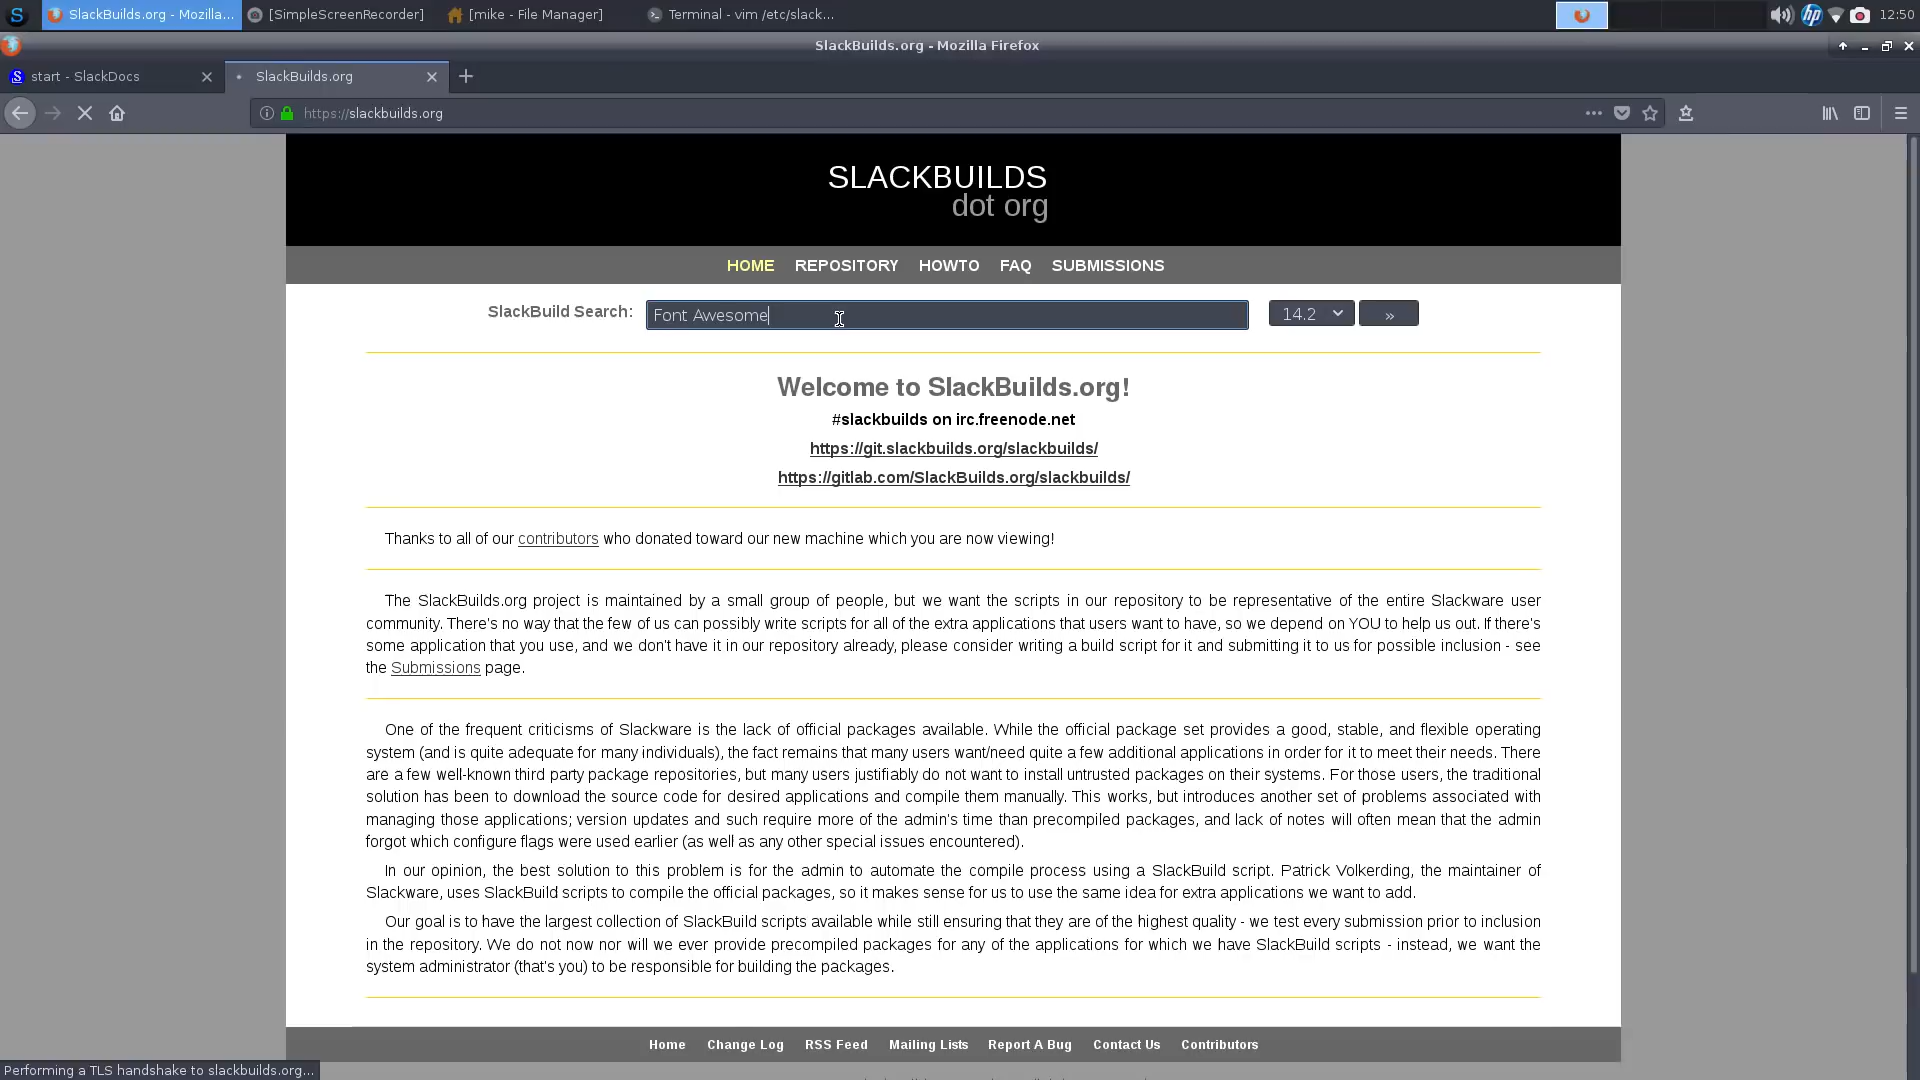 SlackBuilds.org - Mozilla... [SimpleScreenRecorder] [mike - File Manager] Terminal - vim /etc/slack... 12:50
SlackBuilds.org - Mozilla Firefox
start - SlackDocs SlackBuilds.org
https://slackbuilds.org
SLACKBUILDS
dot org
HOME REPOSITORY HOWTO FAQ SUBMISSIONS
SlackBuild Search: Font Awesome 14.2 »
Welcome to SlackBuilds.org!
#slackbuilds on irc.freenode.net
https://git.slackbuilds.org/slackbuilds/
https://gitlab.com/SlackBuilds.org/slackbuilds/
Thanks to all of our contributors who donated toward our new machine which you are now viewing!
The SlackBuilds.org project is maintained by a small group of people, but we want the scripts in our repository to be representative of the entire Slackware user
community. There's no way that the few of us can possibly write scripts for all of the extra applications that users want to have, so we depend on YOU to help us out. If there's
some application that you use, and we don't have it in our repository already, please consider writing a build script for it and submitting it to us for possible inclusion - see
the Submissions page.
One of the frequent criticisms of Slackware is the lack of official packages available. While the official package set provides a good, stable, and flexible operating
system (and is quite adequate for many individuals), the fact remains that many users want/need quite a few additional applications in order for it to meet their needs. There
are a few well-known third party package repositories, but many users justifiably do not want to install untrusted packages on their systems. For those users, the traditional
solution has been to download the source code for desired applications and compile them manually. This works, but introduces another set of problems associated with
managing those applications; version updates and such require more of the admin's time than precompiled packages, and lack of notes will often mean that the admin
forgot which configure flags were used earlier (as well as any other special issues encountered).
In our opinion, the best solution to this problem is for the admin to automate the compile process using a SlackBuild script. Patrick Volkerding, the maintainer of
Slackware, uses SlackBuild scripts to compile the official packages, so it makes sense for us to use the same idea for extra applications we want to add.
Our goal is to have the largest collection of SlackBuild scripts available while still ensuring that they are of the highest quality - we test every submission prior to inclusion
in the repository. We do not now nor will we ever provide precompiled packages for any of the applications for which we have SlackBuild scripts - instead, we want the
system administrator (that's you) to be responsible for building the packages.
Home Change Log RSS Feed Mailing Lists Report A Bug Contact Us Contributors
Performing a TLS handshake to slackbuilds.org...